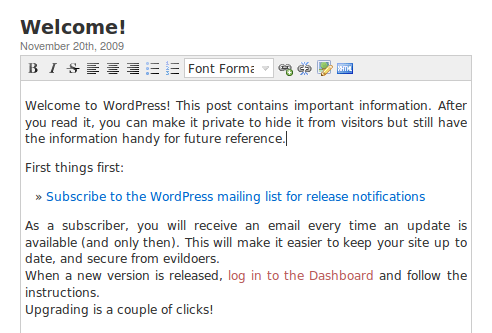 Welcome!
November 20th, 2009
B I S Font Forma
Welcome to WordPress! This post contains important information. After
you read it, you can make it private to hide it from visitors but still have
the information handy for future reference.
First things first:
» Subscribe to the WordPress mailing list for release notifications
As a subscriber, you will receive an email every time an update is
available (and only then). This will make it easier to keep your site up to
date, and secure from evildoers.
When a new version is released, log in to the Dashboard and follow the
instructions.
Upgrading is a couple of clicks!